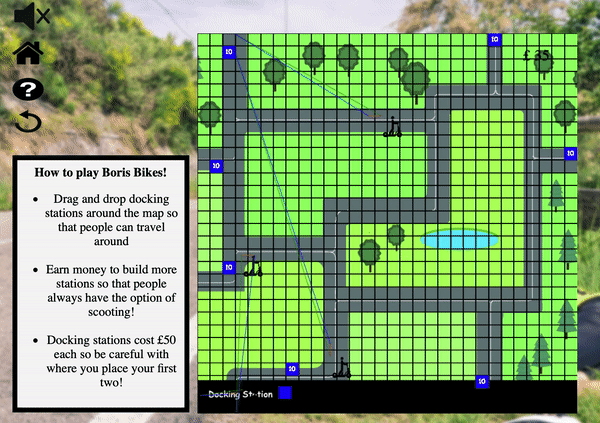 ?
10
10
£ 35
10
10
How to play Boris Bikes!
Drag and drop docking
stations around the map so
that people can travel
around
10
Earn money to build more
stations so that people
always have the option of
scooting!
Docking stations cost £50
each so be careful with
where you place your first
two!
10
10
Docking Station